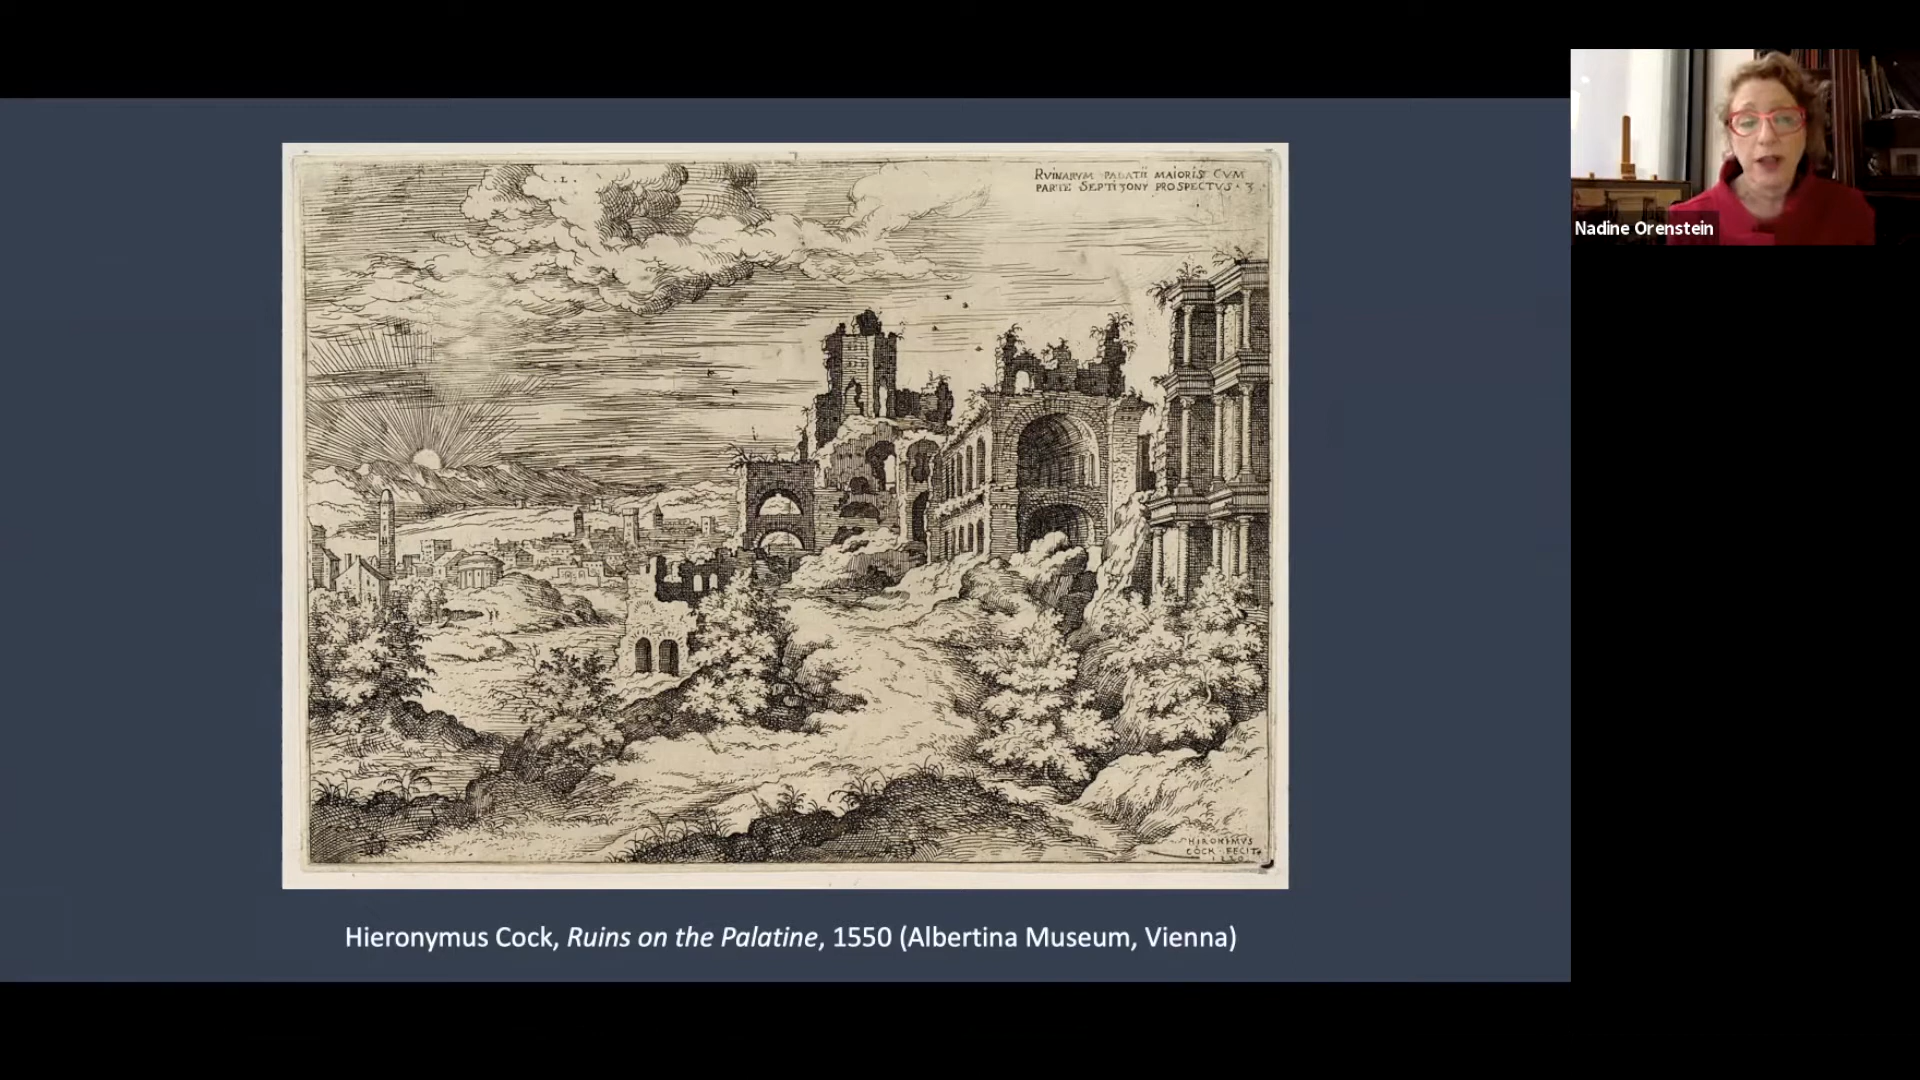 RVINARVM PALATII MAIORIS CVM
PARTE SEPTIZONY PROSPECTVS · 3
· L ·
HIRONIMVS
COCK · FECIT
1550
Hieronymus Cock, Ruins on the Palatine, 1550 (Albertina Museum, Vienna)
Nadine Orenstein